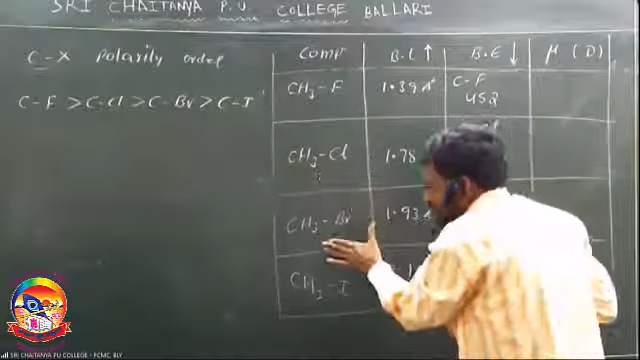 SRI CHAITANYA P.U. COLLEGE BALLARI
C-X Polarity order
C-F > C-Cl > C-Br > C-I
Comp B.L ↑ B.E ↓ μ (D)
CH3-F 1.39 A° C-F 452
CH3-Cl 1.78
CH3-Br 1.93
CH3-I
SRI CHAITANYA PU COLLEGE - PCMC, BLY